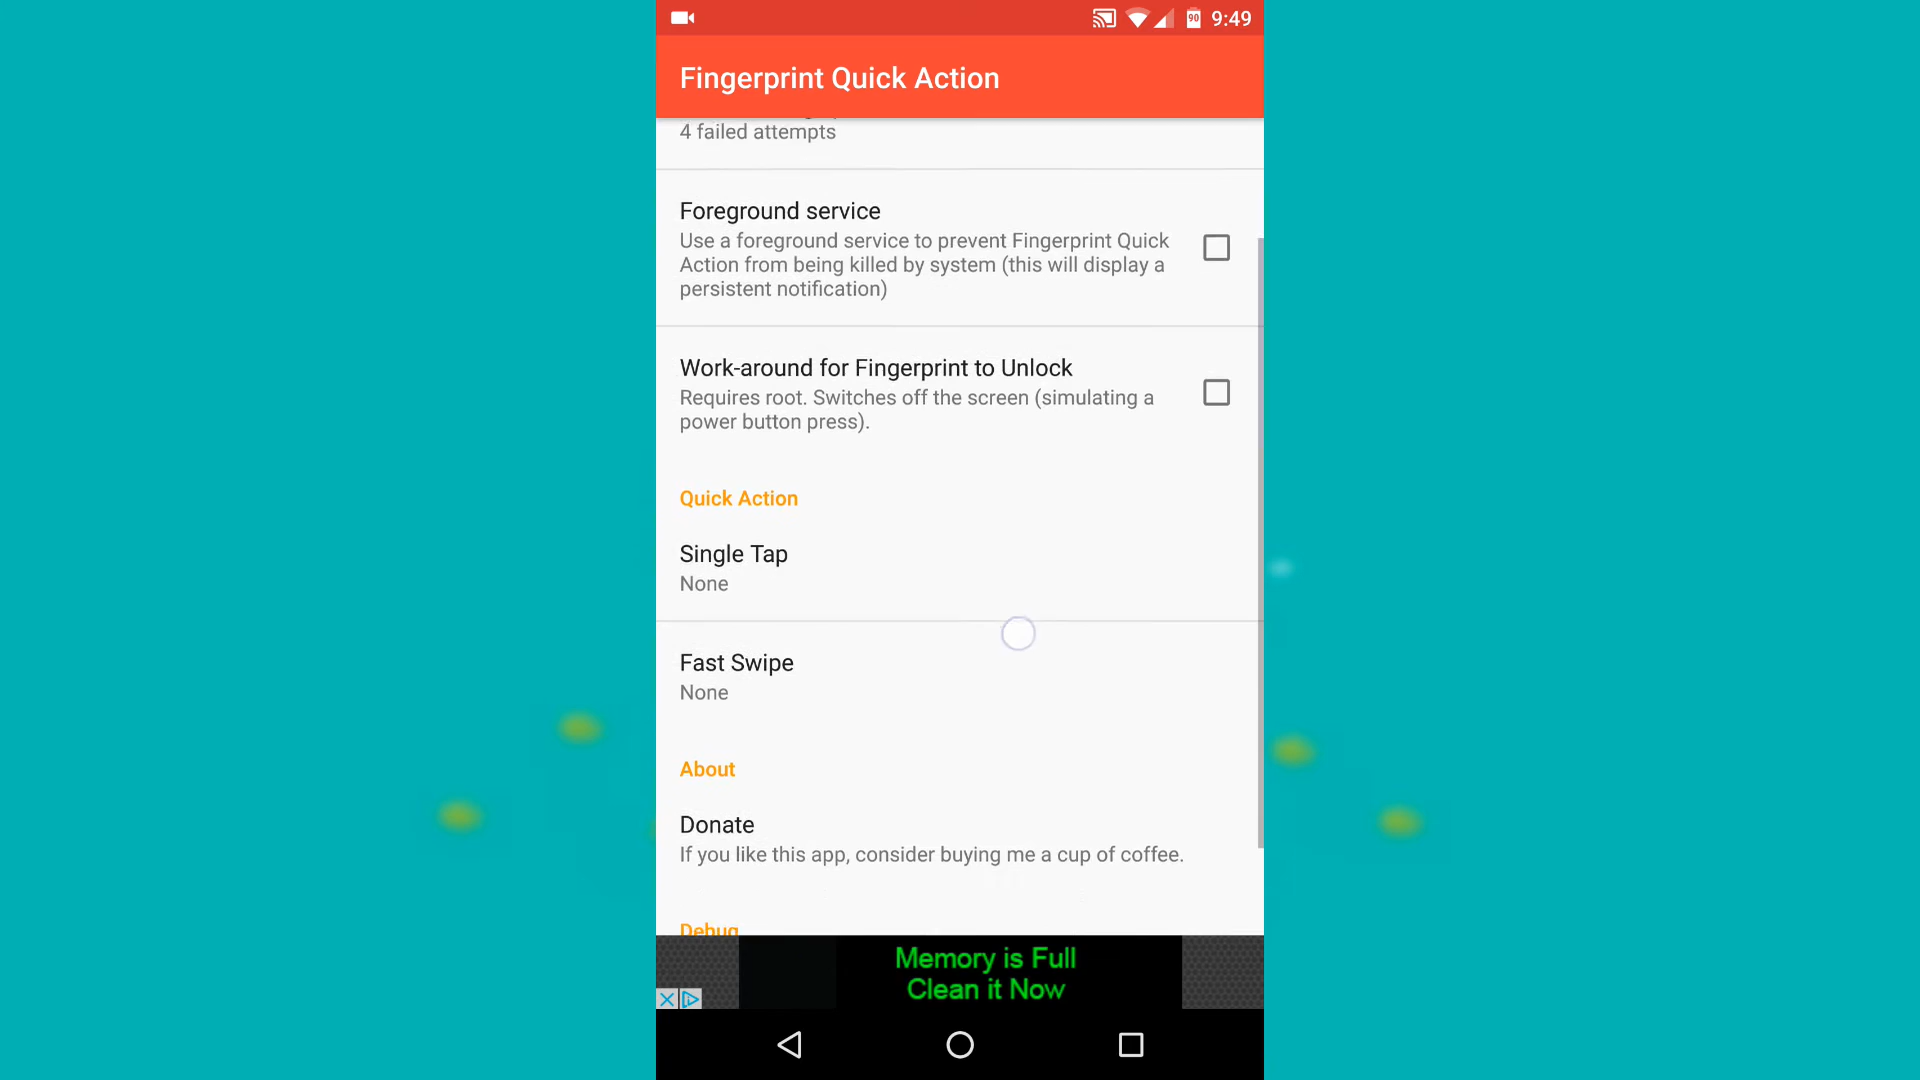 90 9:49
Fingerprint Quick Action
4 failed attempts
Foreground service
Use a foreground service to prevent Fingerprint Quick
Action from being killed by system (this will display a
persistent notification)
Work-around for Fingerprint to Unlock
Requires root. Switches off the screen (simulating a
power button press).
Quick Action
Single Tap
None
Fast Swipe
None
About
Donate
If you like this app, consider buying me a cup of coffee.
Debug
Memory is Full
Clean it Now